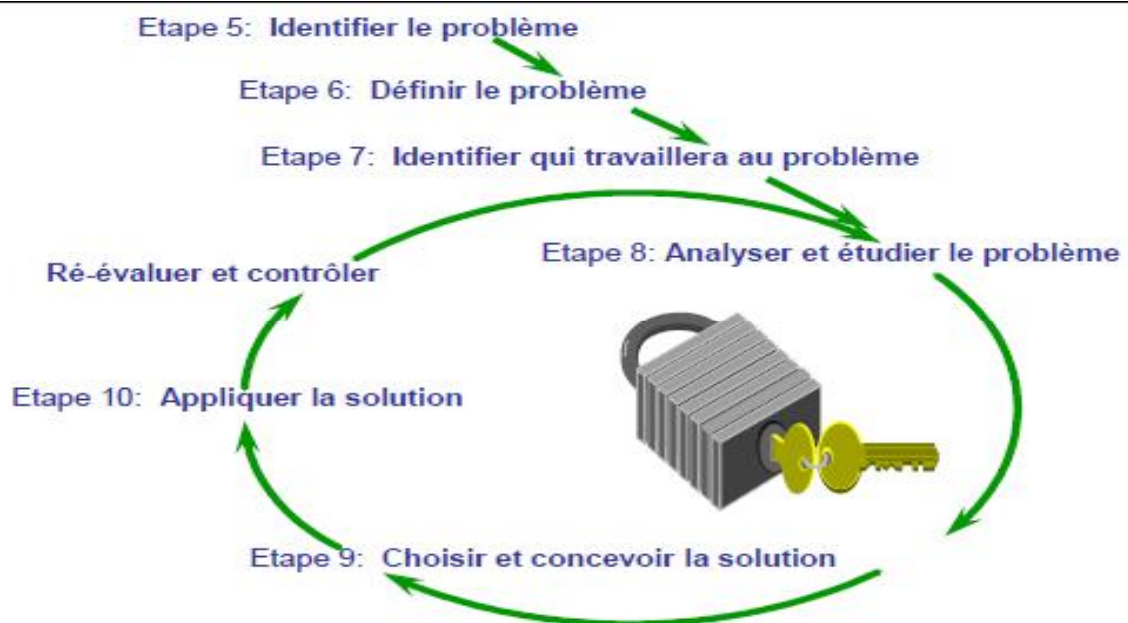 Etape 5: Identifier le problème
Etape 6: Définir le problème
Etape 7: Identifier qui travaillera au problème
Etape 8: Analyser et étudier le problème
Ré-évaluer et contrôler
Etape 10: Appliquer la solution
Etape 9: Choisir et concevoir la solution